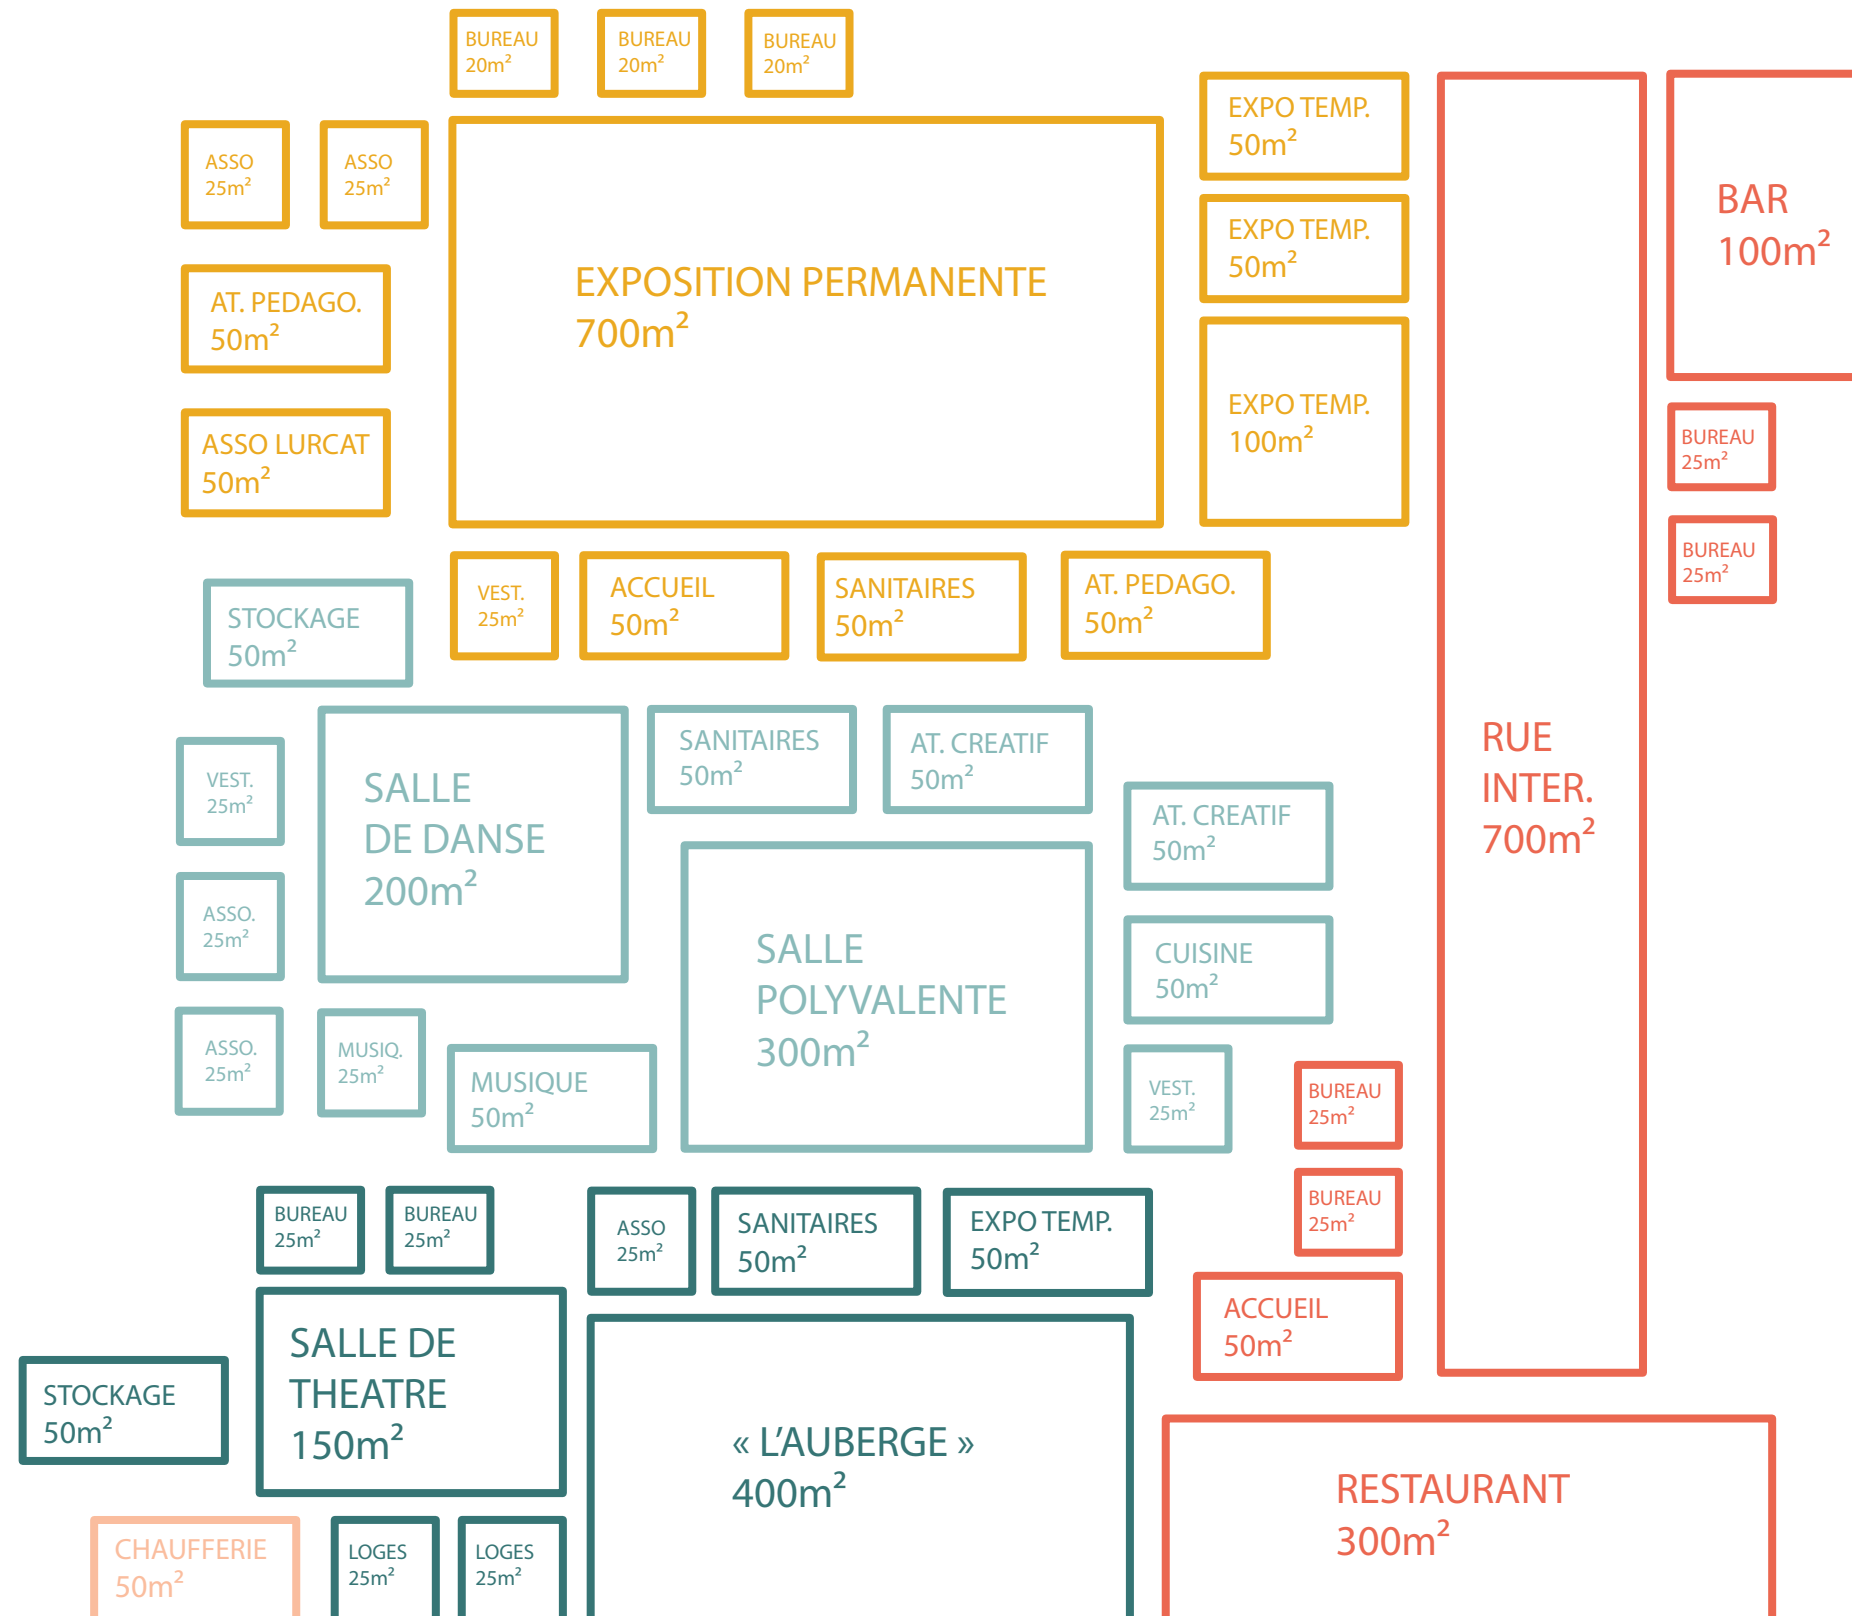 BUREAU
20m²
BUREAU
20m²
BUREAU
20m²
EXPO TEMP.
50m²
ASSO
25m²
ASSO
25m²
BAR
100m²
EXPO TEMP.
50m²
EXPOSITION PERMANENTE
700m²
AT. PEDAGO.
50m²
EXPO TEMP.
100m²
ASSO LURCAT
50m²
BUREAU
25m²
BUREAU
25m²
VEST.
25m²
ACCUEIL
50m²
SANITAIRES
50m²
AT. PEDAGO.
50m²
STOCKAGE
50m²
RUE
INTER.
700m²
SANITAIRES
50m²
AT. CREATIF
50m²
VEST.
25m²
SALLE
DE DANSE
200m²
AT. CREATIF
50m²
ASSO.
25m²
SALLE
POLYVALENTE
300m²
CUISINE
50m²
ASSO.
25m²
MUSIQ.
25m²
MUSIQUE
50m²
VEST.
25m²
BUREAU
25m²
BUREAU
25m²
BUREAU
25m²
BUREAU
25m²
ASSO
25m²
SANITAIRES
50m²
EXPO TEMP.
50m²
ACCUEIL
50m²
SALLE DE
THEATRE
150m²
STOCKAGE
50m²
« L'AUBERGE »
400m²
RESTAURANT
300m²
CHAUFFERIE
50m²
LOGES
25m²
LOGES
25m²